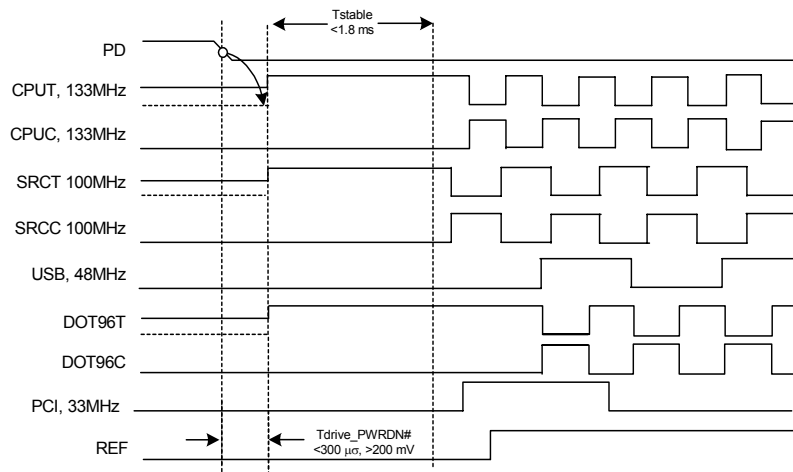 Tstable
<1.8 ms
PD
CPUT, 133MHz
CPUC, 133MHz
SRCT 100MHz
SRCC 100MHz
USB, 48MHz
DOT96T
DOT96C
PCI, 33MHz
Tdrive_PWRDN#
<300 μσ, >200 mV
REF